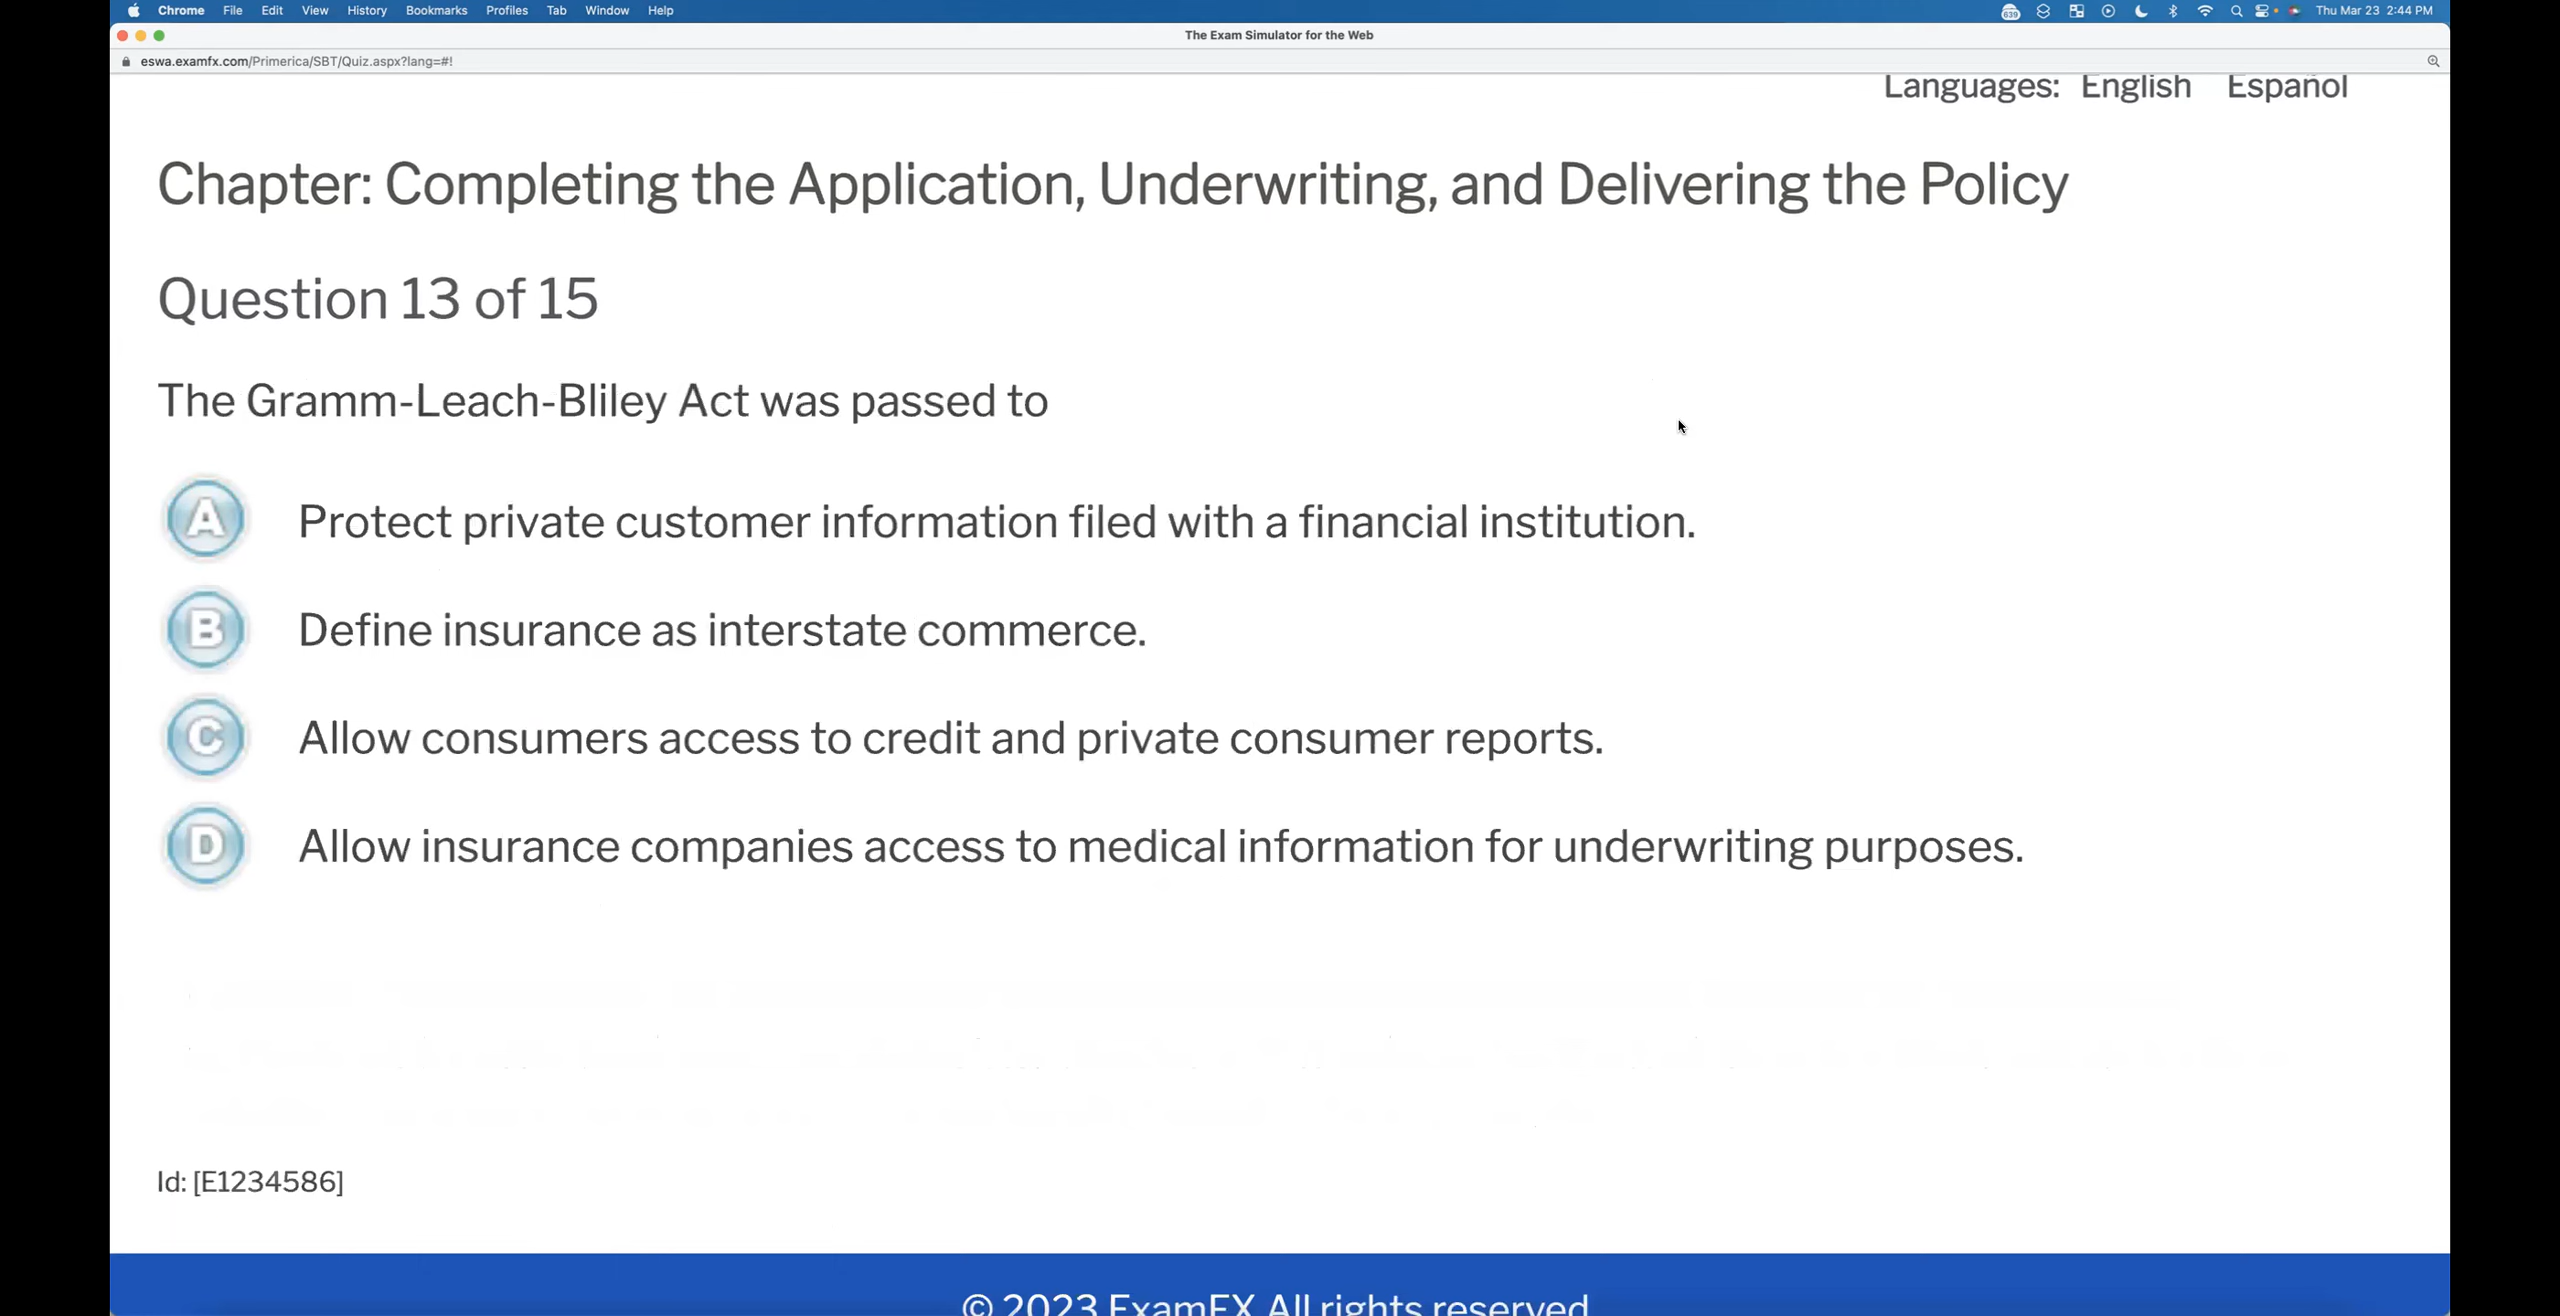 Chrome File Edit View History Bookmarks Profiles Tab Window Help 639 Thu Mar 23 2:44 PM
The Exam Simulator for the Web
eswa.examfx.com/Primerica/SBT/Quiz.aspx?lang=#!
Languages: English Español
Chapter: Completing the Application, Underwriting, and Delivering the Policy
Question 13 of 15
The Gramm-Leach-Bliley Act was passed to
A Protect private customer information filed with a financial institution.
B Define insurance as interstate commerce.
C Allow consumers access to credit and private consumer reports.
D Allow insurance companies access to medical information for underwriting purposes.
Id: [E1234586]
© 2023 ExamFX All rights reserved